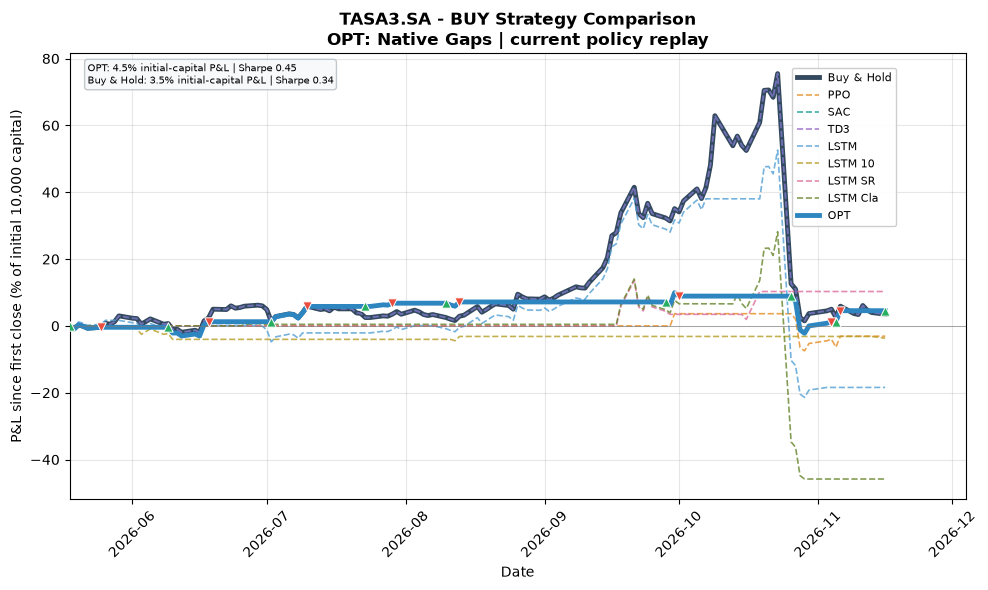 TASA3.SA - BUY Strategy Comparison
OPT: Native Gaps | current policy replay
OPT: 4.5% initial-capital P&L | Sharpe 0.45
Buy & Hold: 3.5% initial-capital P&L | Sharpe 0.34
Buy & Hold
PPO
SAC
TD3
LSTM
LSTM 10
LSTM SR
LSTM Cla
OPT
P&L since first close (% of initial 10,000 capital)
80
60
40
20
0
−20
−40
2026-06
2026-07
2026-08
2026-09
2026-10
2026-11
2026-12
Date